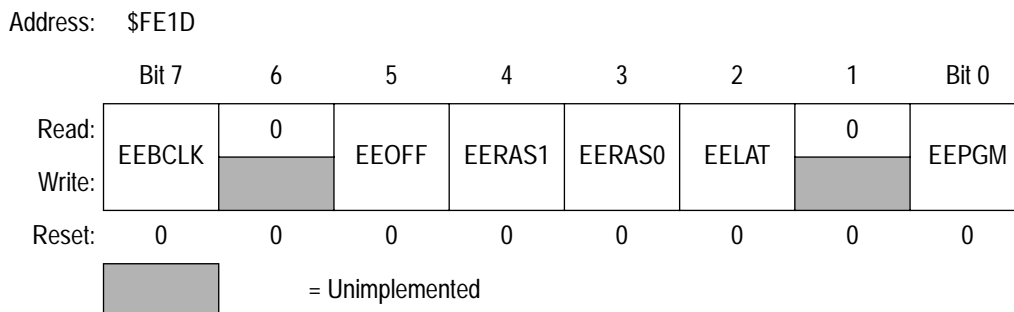 Address: $FE1D
Bit 7 6 5 4 3 2 1 Bit 0
Read: 0 0
EEBCLK EEOFF EERAS1 EERAS0 EELAT EEPGM
Write:
Reset: 0 0 0 0 0 0 0 0
= Unimplemented